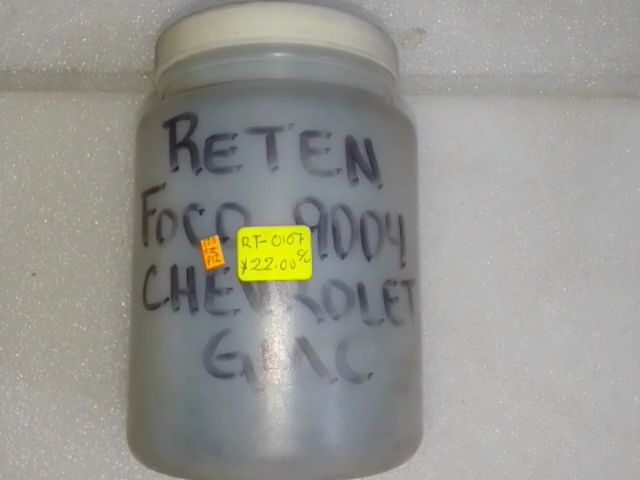 RETEN
FOCO 9004
RT-0107
$22.00 c/u
CHEVROLET
GMC